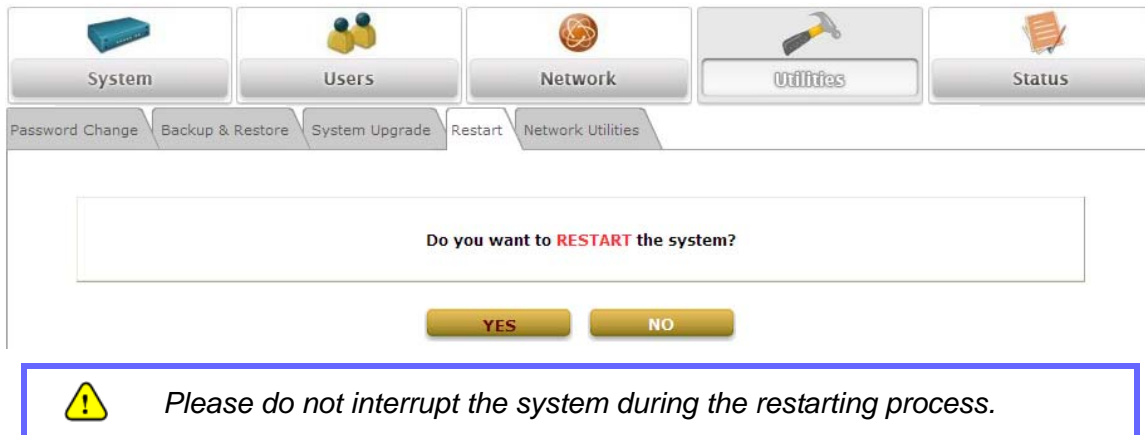 System Users Network Utilities Status
Password Change Backup & Restore System Upgrade Restart Network Utilities
Do you want to RESTART the system?
YES NO
Please do not interrupt the system during the restarting process.